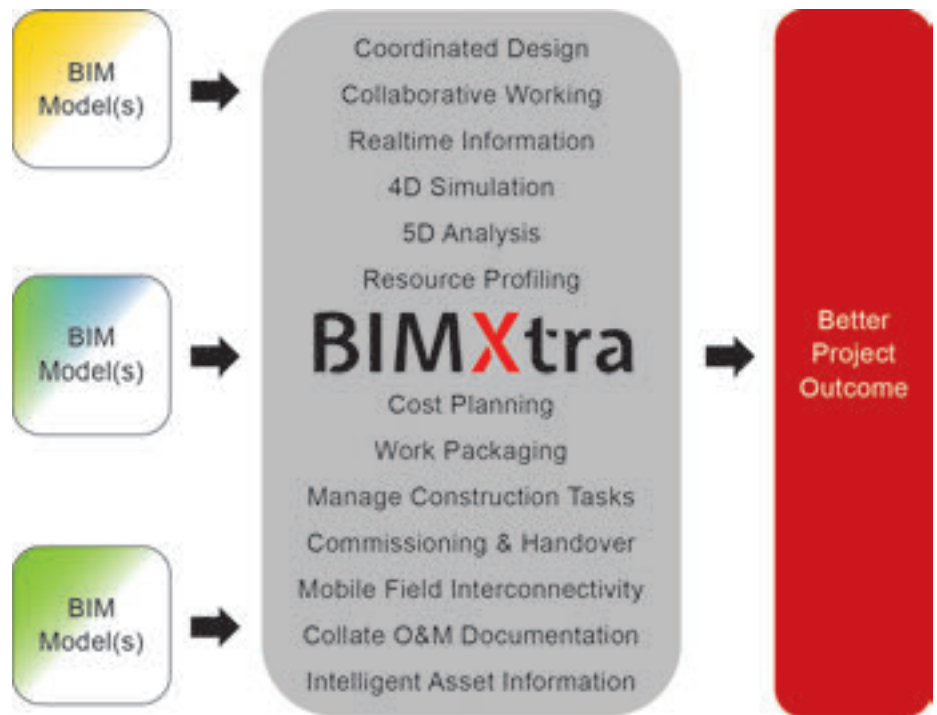 BIM
Model(s)
BIM
Model(s)
BIM
Model(s)
Coordinated Design
Collaborative Working
Realtime Information
4D Simulation
5D Analysis
Resource Profiling
BIMXtra
Cost Planning
Work Packaging
Manage Construction Tasks
Commissioning & Handover
Mobile Field Interconnectivity
Collate O&M Documentation
Intelligent Asset Information
Better
Project
Outcome